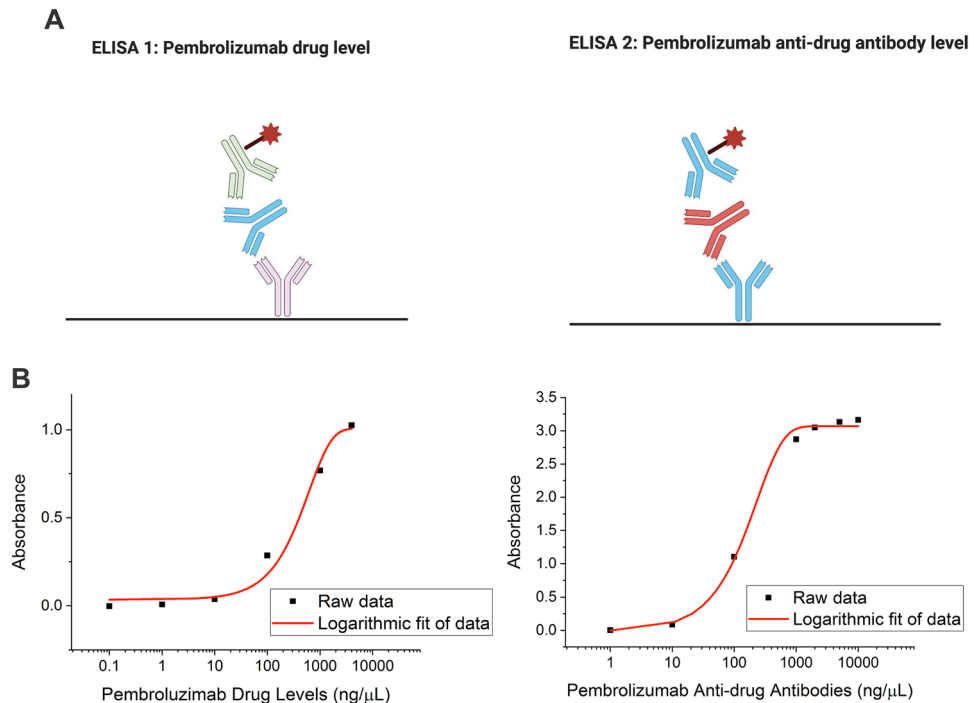 A
ELISA 1: Pembrolizumab drug level
ELISA 2: Pembrolizumab anti-drug antibody level
B
1.0
0.5
0.0
Absorbance
Raw data
Logarithmic fit of data
0.1 1 10 100 1000 10000
Pembroluzimab Drug Levels (ng/μL)
3.5
3.0
2.5
2.0
1.5
1.0
0.5
0.0
Absorbance
Raw data
Logarithmic fit of data
1 10 100 1000 10000
Pembrolizumab Anti-drug Antibodies (ng/μL)